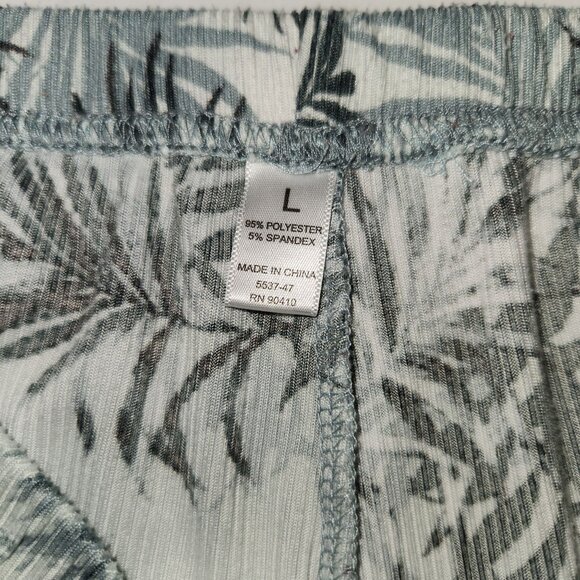 L
95% POLYESTER
5% SPANDEX
MADE IN CHINA
5537-47
RN 90410